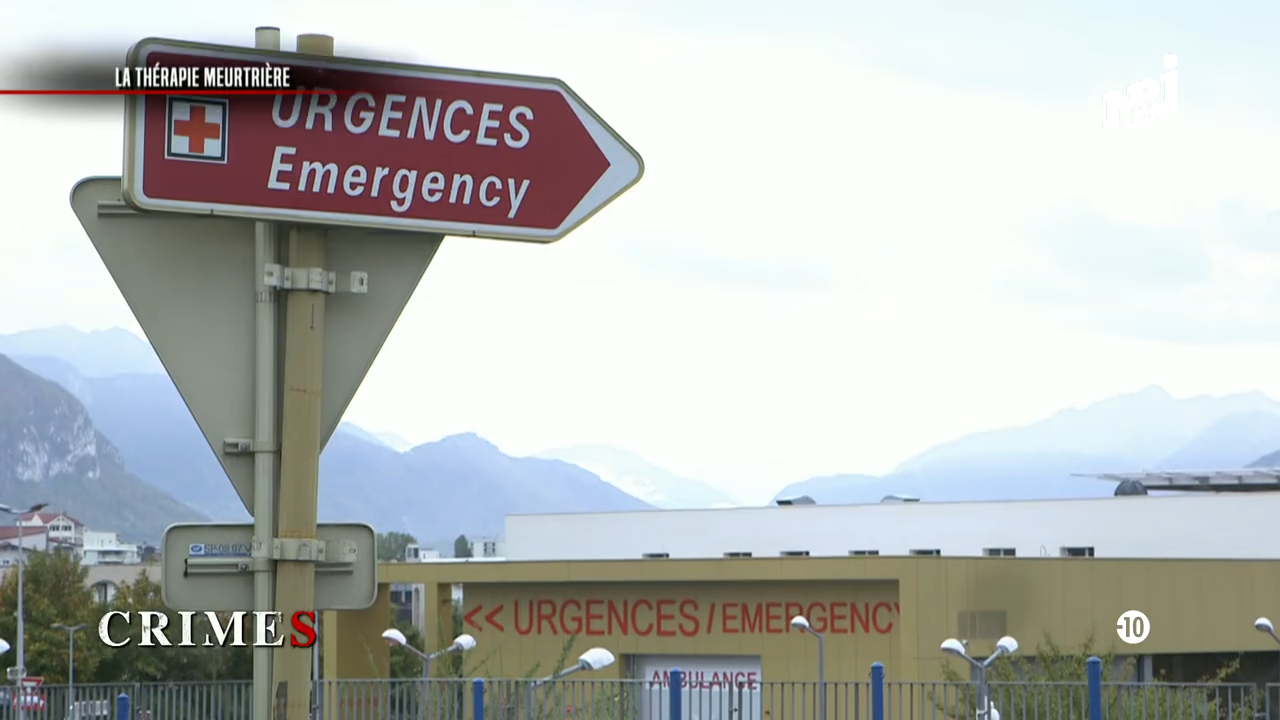 LA THÉRAPIE MEURTRIÈRE
NRJ
URGENCES
Emergency
<< URGENCES / EMERGENCY
AMBULANCE
CRIMES
-10